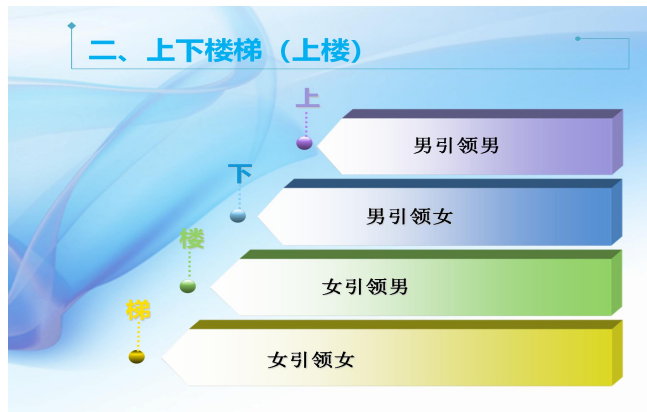 二、上下楼梯（上楼）
上
男引领男
下
男引领女
楼
女引领男
梯
女引领女